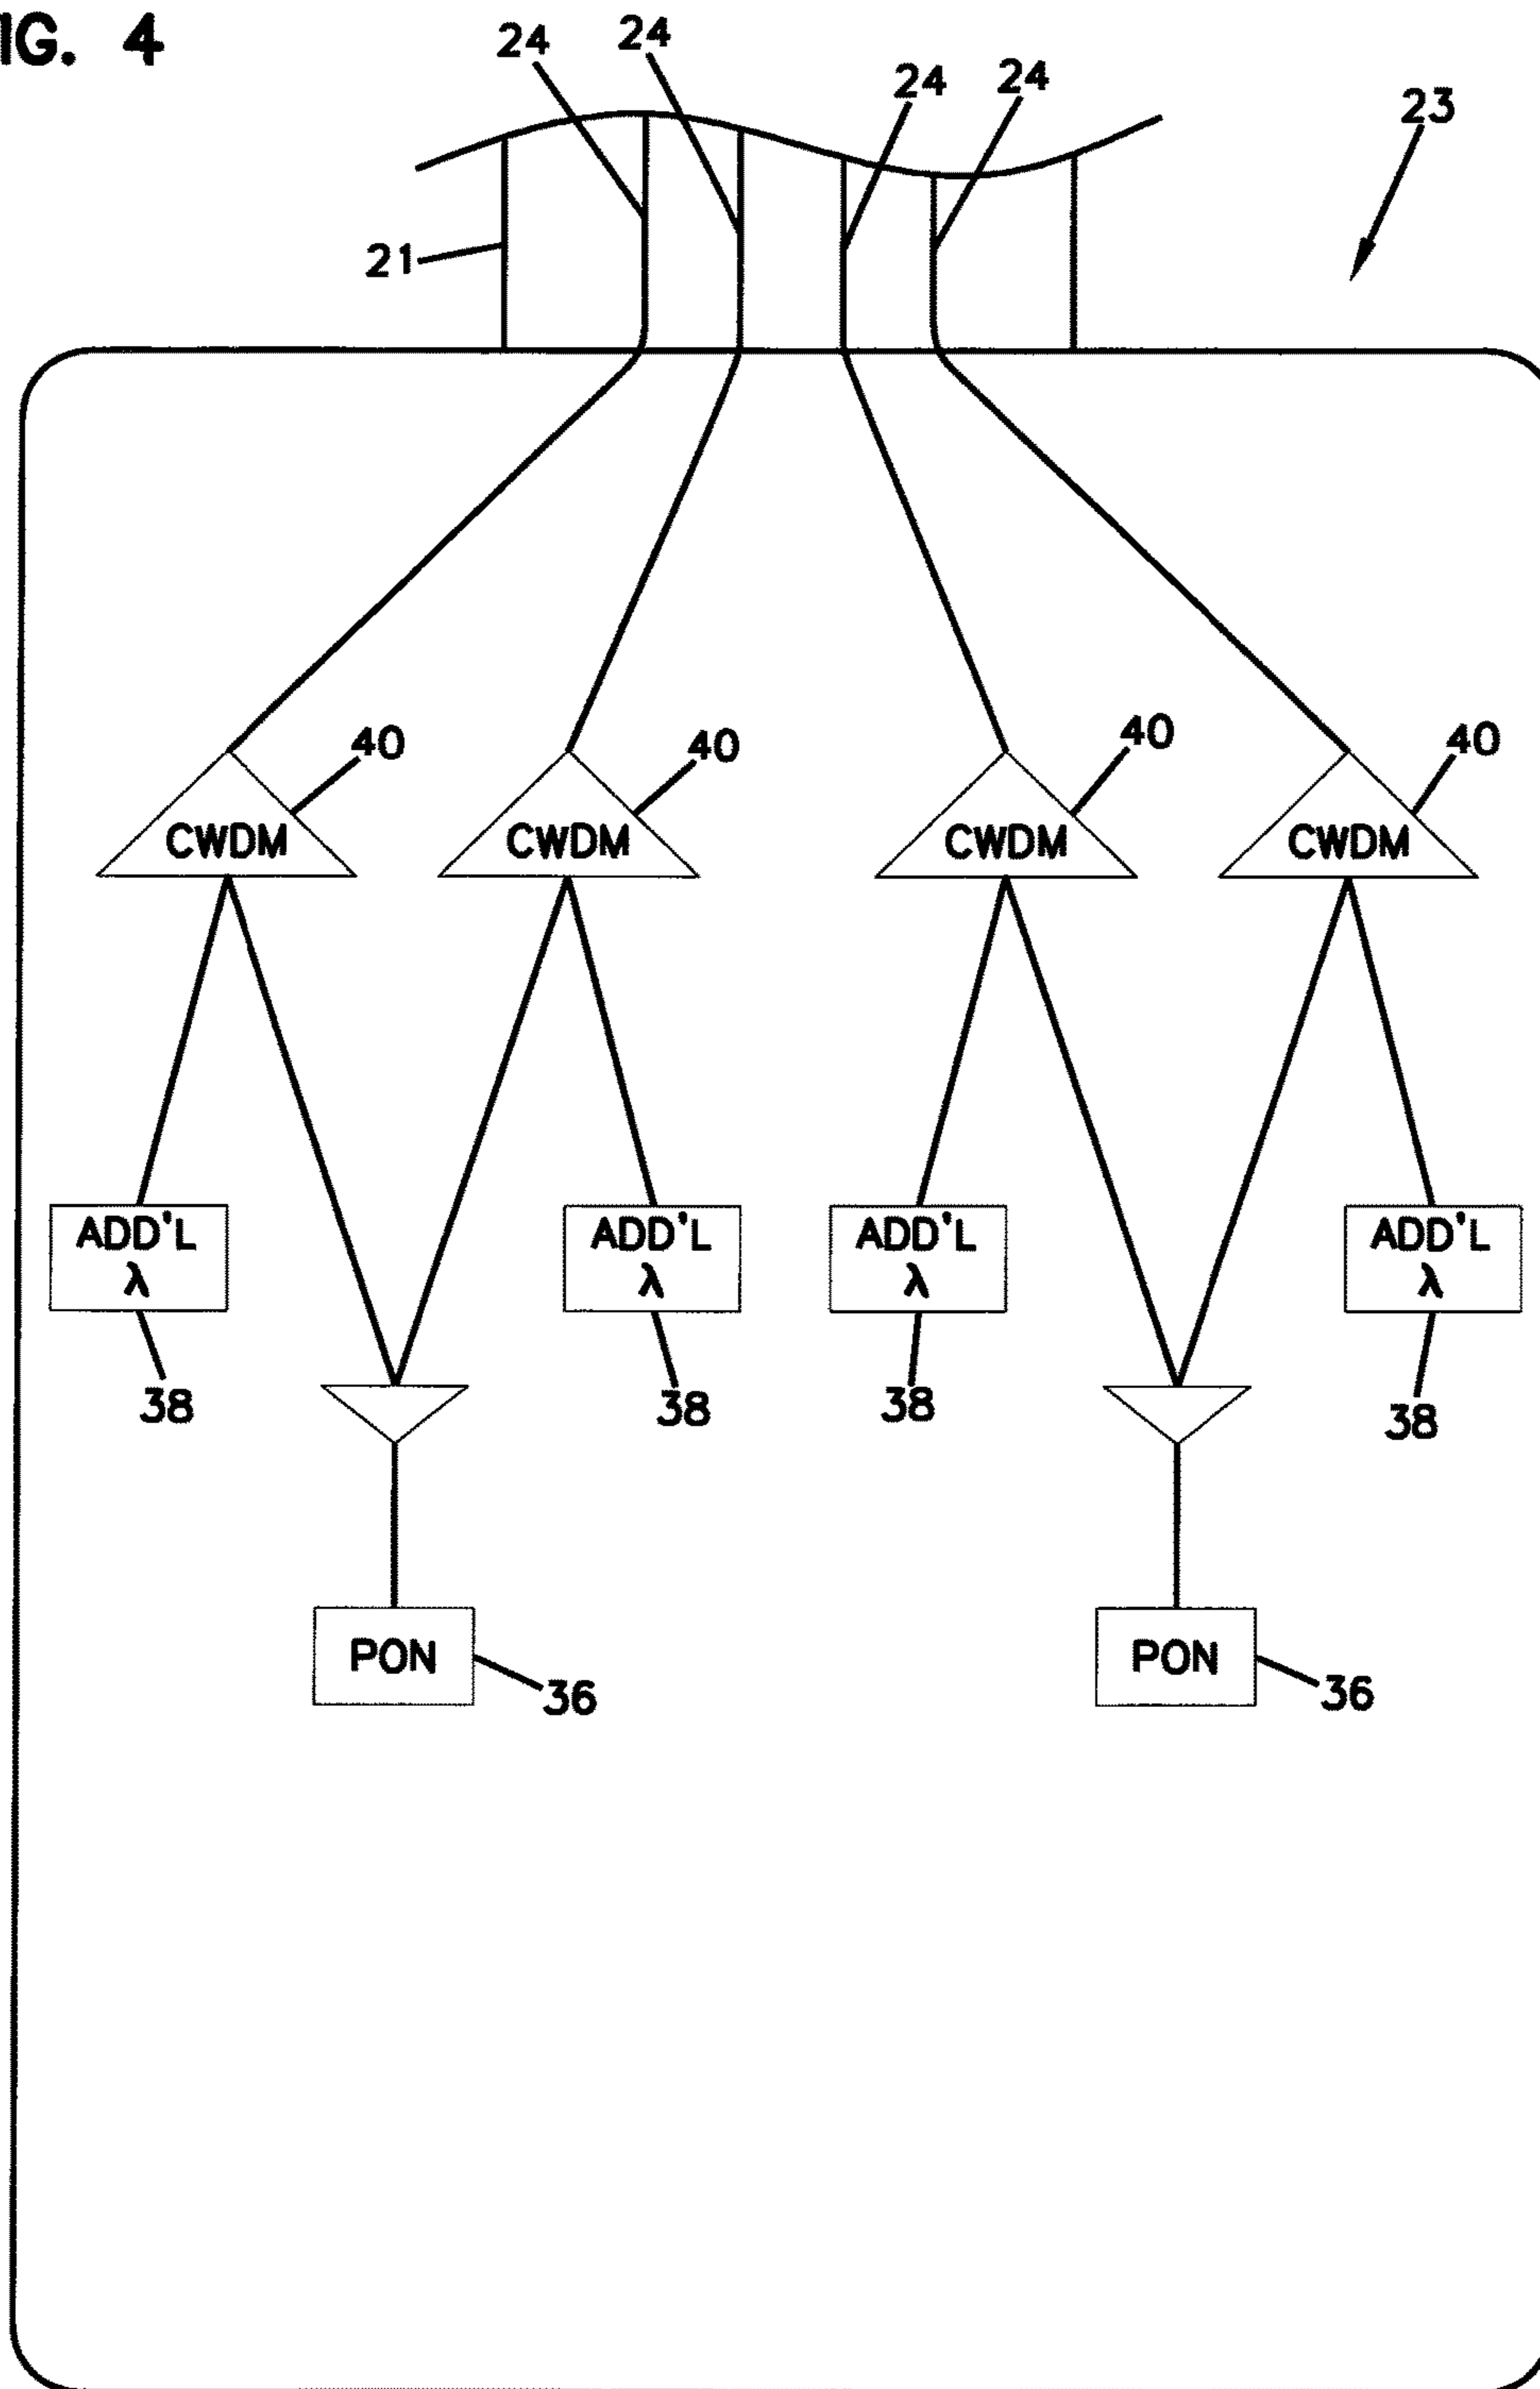 IG. 4
24 24 24 24 23
21
40 40 40 40
CWDM CWDM CWDM CWDM
ADD'L ADD'L ADD'L ADD'L
λ λ λ λ
38 38 38 38
PON PON
36 36